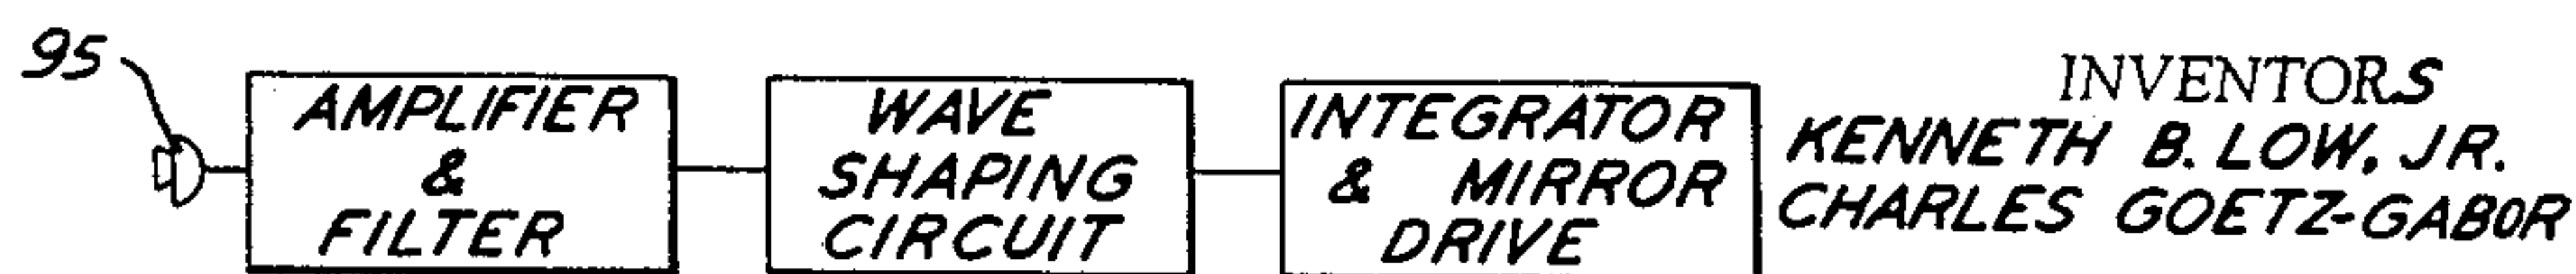 95
AMPLIFIER
&
FILTER
WAVE
SHAPING
CIRCUIT
INTEGRATOR
& MIRROR
DRIVE
INVENTORS
KENNETH B. LOW, JR.
CHARLES GOETZ-GABOR